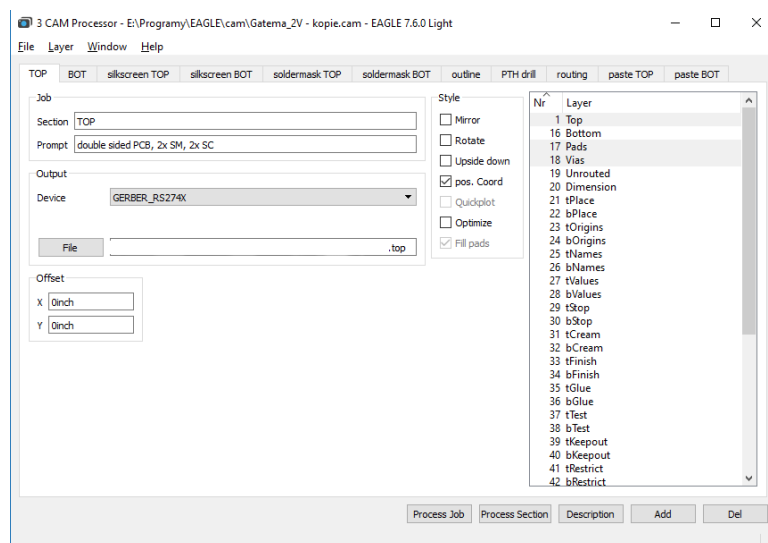 3 CAM Processor - E:\Programy\EAGLE\cam\Gatema_2V - kopie.cam - EAGLE 7.6.0 Light
File Layer Window Help
TOP BOT silkscreen TOP silkscreen BOT soldermask TOP soldermask BOT outline PTH drill routing paste TOP paste BOT
Job
Section TOP
Prompt double sided PCB, 2x SM, 2x SC
Output
Device GERBER_RS274X
File .top
Offset
X 0inch
Y 0inch
Style
Mirror
Rotate
Upside down
pos. Coord
Quickplot
Optimize
Fill pads
Nr Layer
1 Top
16 Bottom
17 Pads
18 Vias
19 Unrouted
20 Dimension
21 tPlace
22 bPlace
23 tOrigins
24 bOrigins
25 tNames
26 bNames
27 tValues
28 bValues
29 tStop
30 bStop
31 tCream
32 bCream
33 tFinish
34 bFinish
35 tGlue
36 bGlue
37 tTest
38 bTest
39 tKeepout
40 bKeepout
41 tRestrict
42 bRestrict
Process Job Process Section Description Add Del